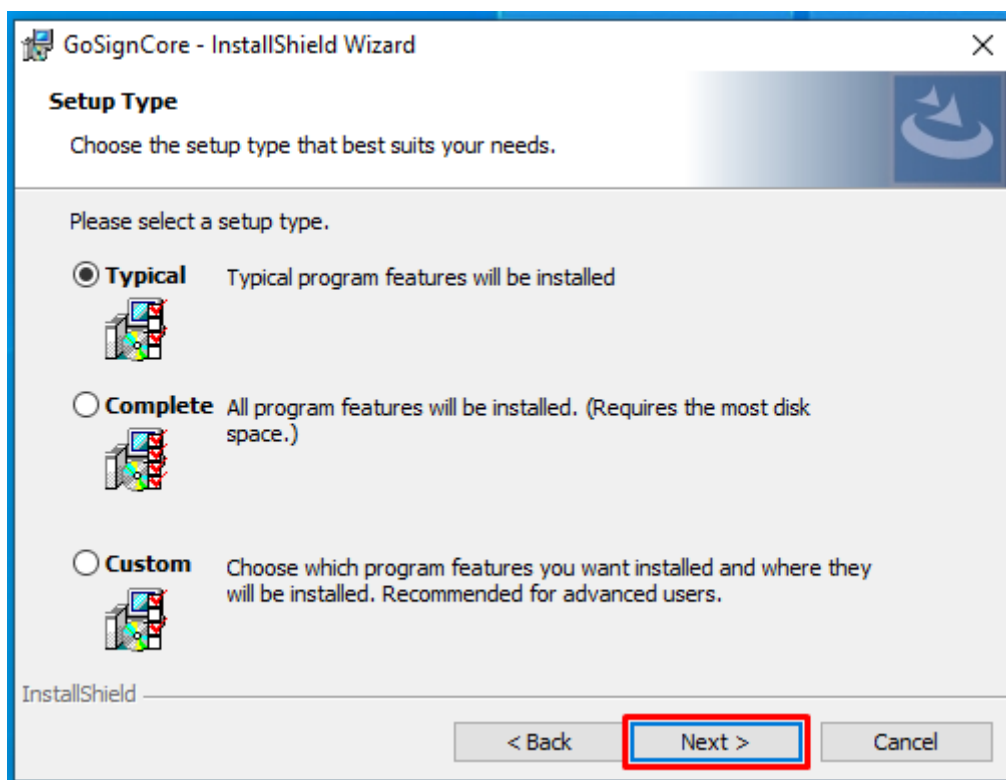 GoSignCore - InstallShield Wizard
Setup Type
Choose the setup type that best suits your needs.
Please select a setup type.
Typical Typical program features will be installed
Complete All program features will be installed. (Requires the most disk
space.)
Custom Choose which program features you want installed and where they
will be installed. Recommended for advanced users.
InstallShield
< Back Next > Cancel